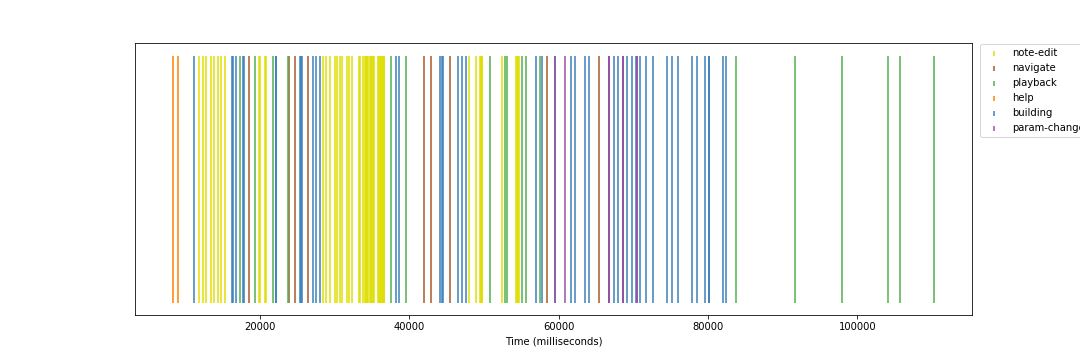 note-edit
navigate
playback
help
building
param-change
20000
40000
60000
80000
100000
Time (milliseconds)